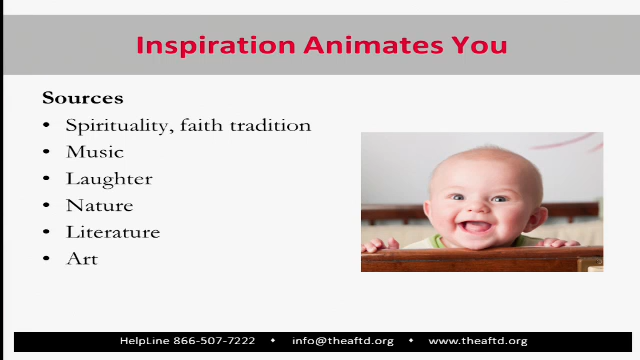 Inspiration Animates You
Sources
• Spirituality, faith tradition
• Music
• Laughter
• Nature
• Literature
• Art
HelpLine 866-507-7222 • info@theaftd.org • www.theaftd.org